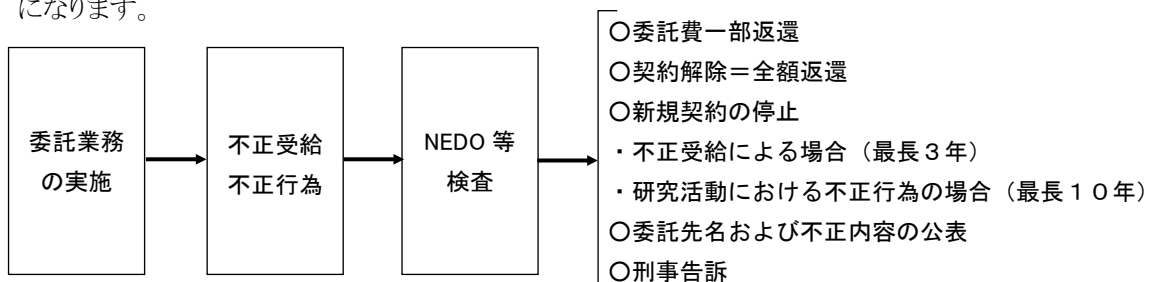 になります。
委託業務
の実施
不正受給
不正行為
NEDO 等
検査
〇委託費一部返還
〇契約解除＝全額返還
〇新規契約の停止
・不正受給による場合（最長３年）
・研究活動における不正行為の場合（最長１０年）
〇委託先名および不正内容の公表
〇刑事告訴